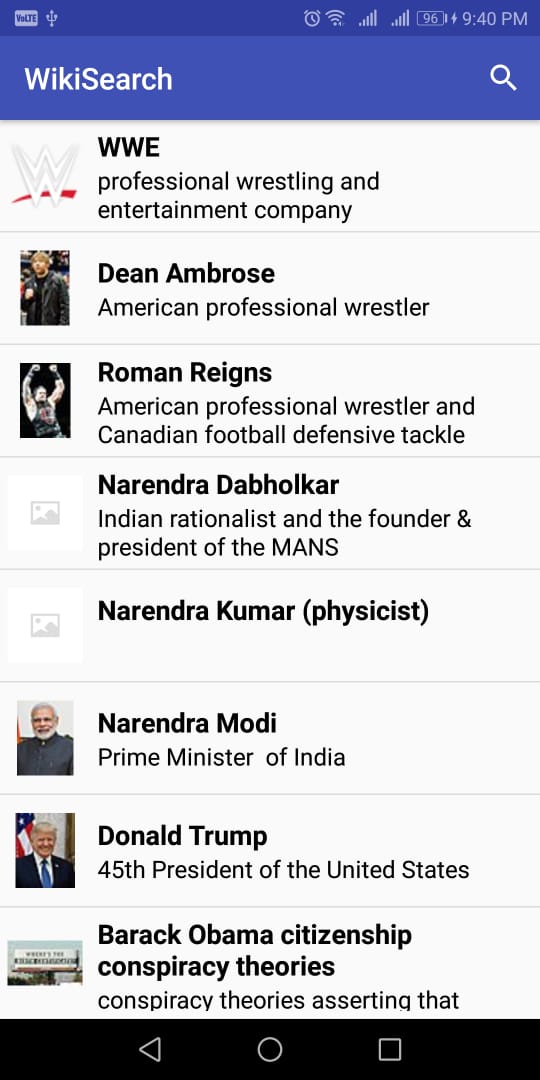 VoLTE 96 9:40 PM
WikiSearch
WWE
professional wrestling and
entertainment company
Dean Ambrose
American professional wrestler
Roman Reigns
American professional wrestler and
Canadian football defensive tackle
Narendra Dabholkar
Indian rationalist and the founder &
president of the MANS
Narendra Kumar (physicist)
Narendra Modi
Prime Minister  of India
Donald Trump
45th President of the United States
Barack Obama citizenship
conspiracy theories
WHERE'S THE
BIRTH CERTIFICATE?
conspiracy theories asserting that